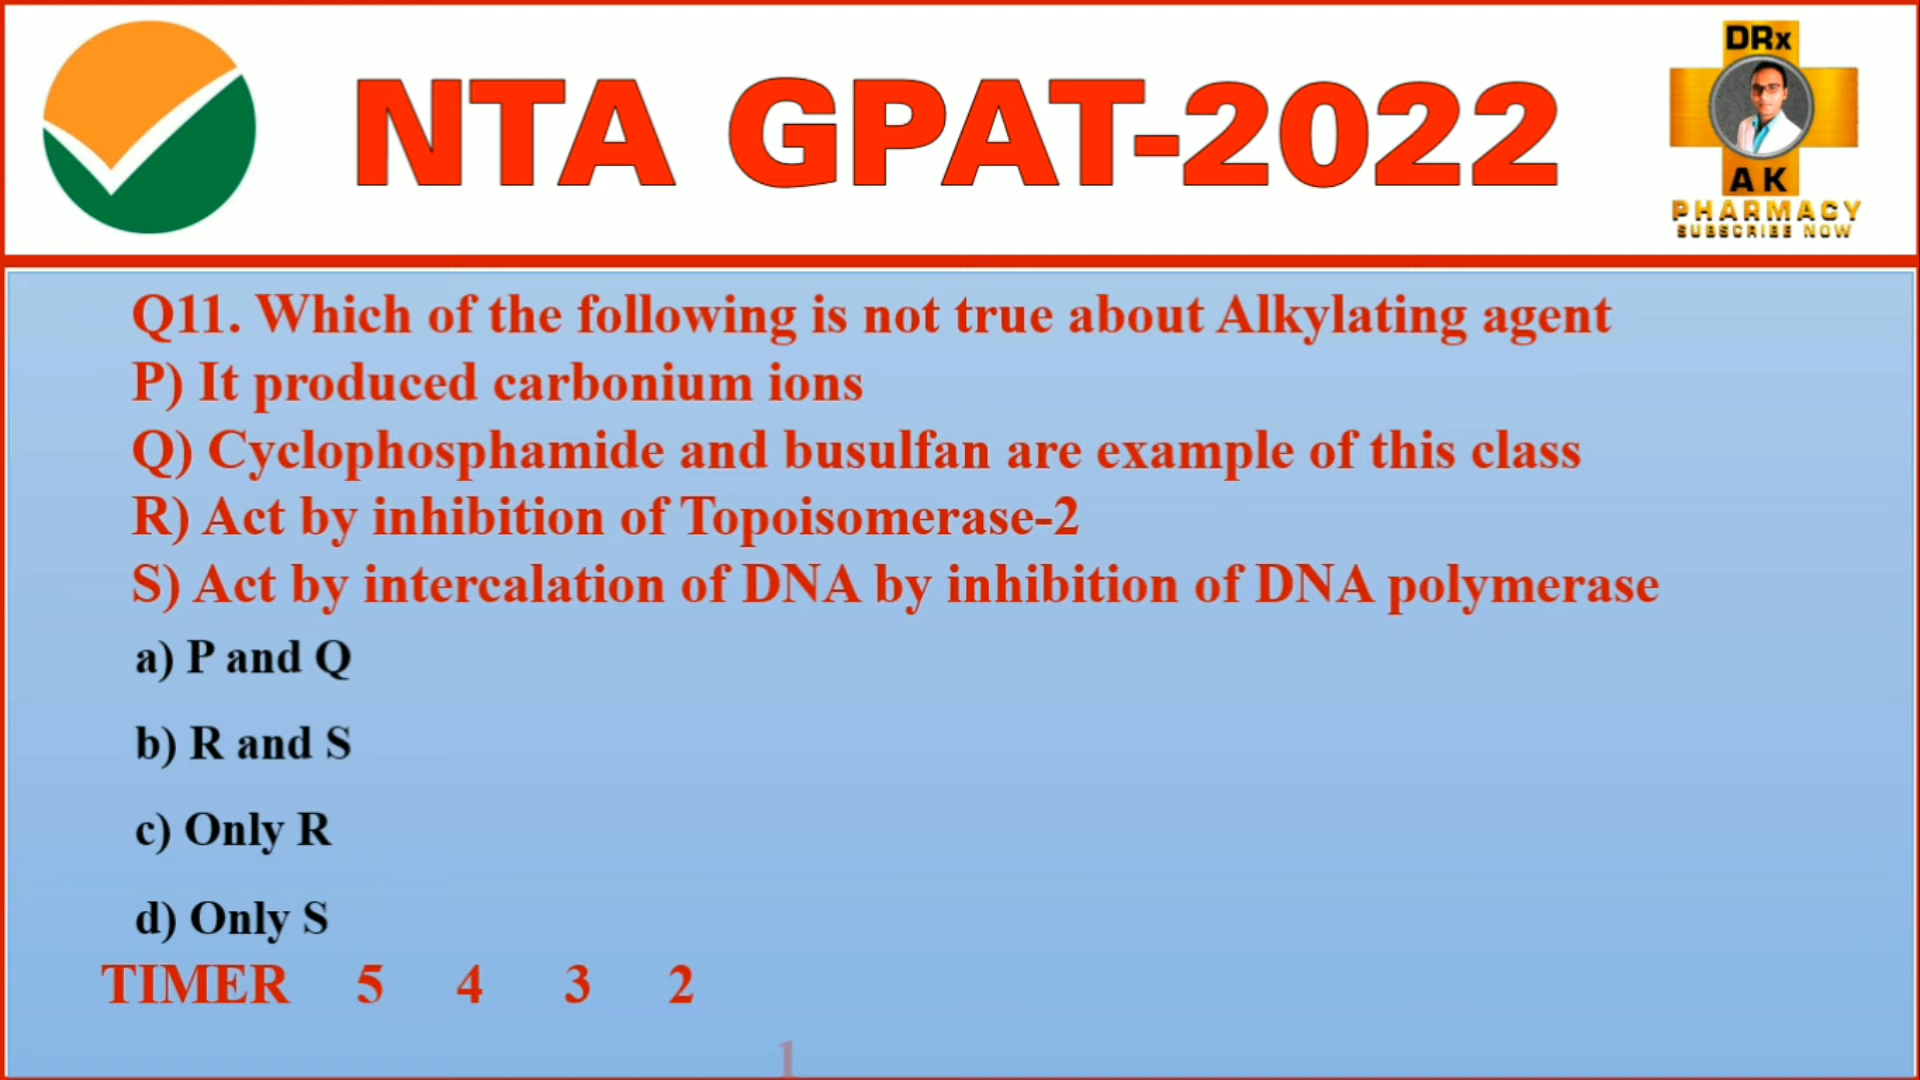 NTA GPAT-2022
DRx
AK
PHARMACY
SUBSCRIBE NOW
Q11. Which of the following is not true about Alkylating agent
P) It produced carbonium ions
Q) Cyclophosphamide and busulfan are example of this class
R) Act by inhibition of Topoisomerase-2
S) Act by intercalation of DNA by inhibition of DNA polymerase
a) P and Q
b) R and S
c) Only R
d) Only S
TIMER 5 4 3 2
1